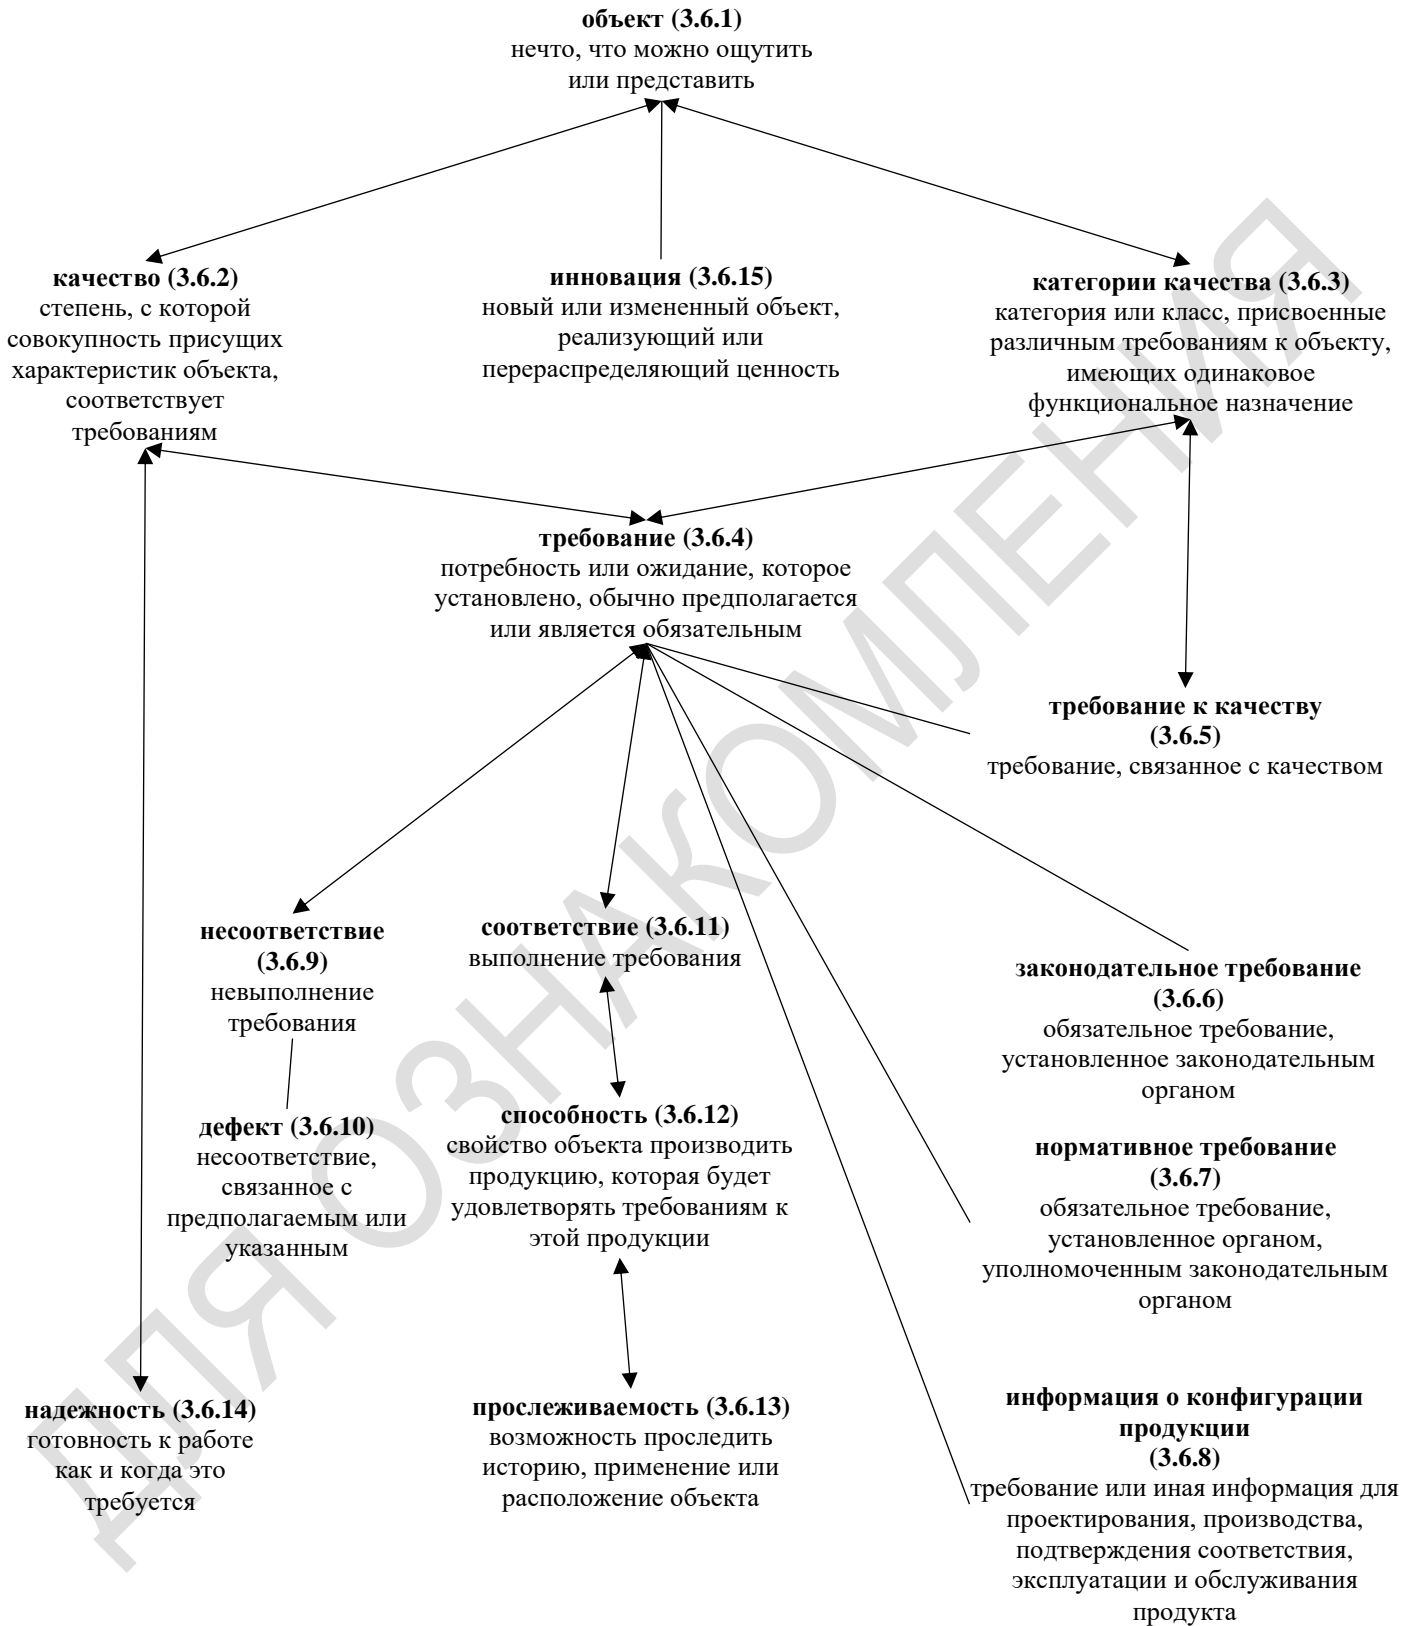 объект (3.6.1)
нечто, что можно ощутить
или представить
качество (3.6.2)
степень, с которой
совокупность присущих
характеристик объекта,
соответствует
требованиям
инновация (3.6.15)
новый или измененный объект,
реализующий или
перераспределяющий ценность
категории качества (3.6.3)
категория или класс, присвоенные
различным требованиям к объекту,
имеющих одинаковое
функциональное назначение
требование (3.6.4)
потребность или ожидание, которое
установлено, обычно предполагается
или является обязательным
требование к качеству
(3.6.5)
требование, связанное с качеством
несоответствие
(3.6.9)
невыполнение
требования
соответствие (3.6.11)
выполнение требования
законодательное требование
(3.6.6)
обязательное требование,
установленное законодательным
органом
дефект (3.6.10)
несоответствие,
связанное с
предполагаемым или
указанным
способность (3.6.12)
свойство объекта производить
продукцию, которая будет
удовлетворять требованиям к
этой продукции
нормативное требование
(3.6.7)
обязательное требование,
установленное органом,
уполномоченным законодательным
органом
надежность (3.6.14)
готовность к работе
как и когда это
требуется
прослеживаемость (3.6.13)
возможность проследить
историю, применение или
расположение объекта
информация о конфигурации
продукции
(3.6.8)
требование или иная информация для
проектирования, производства,
подтверждения соответствия,
эксплуатации и обслуживания
продукта
ДЛЯ ОЗНАКОМЛЕНИЯ